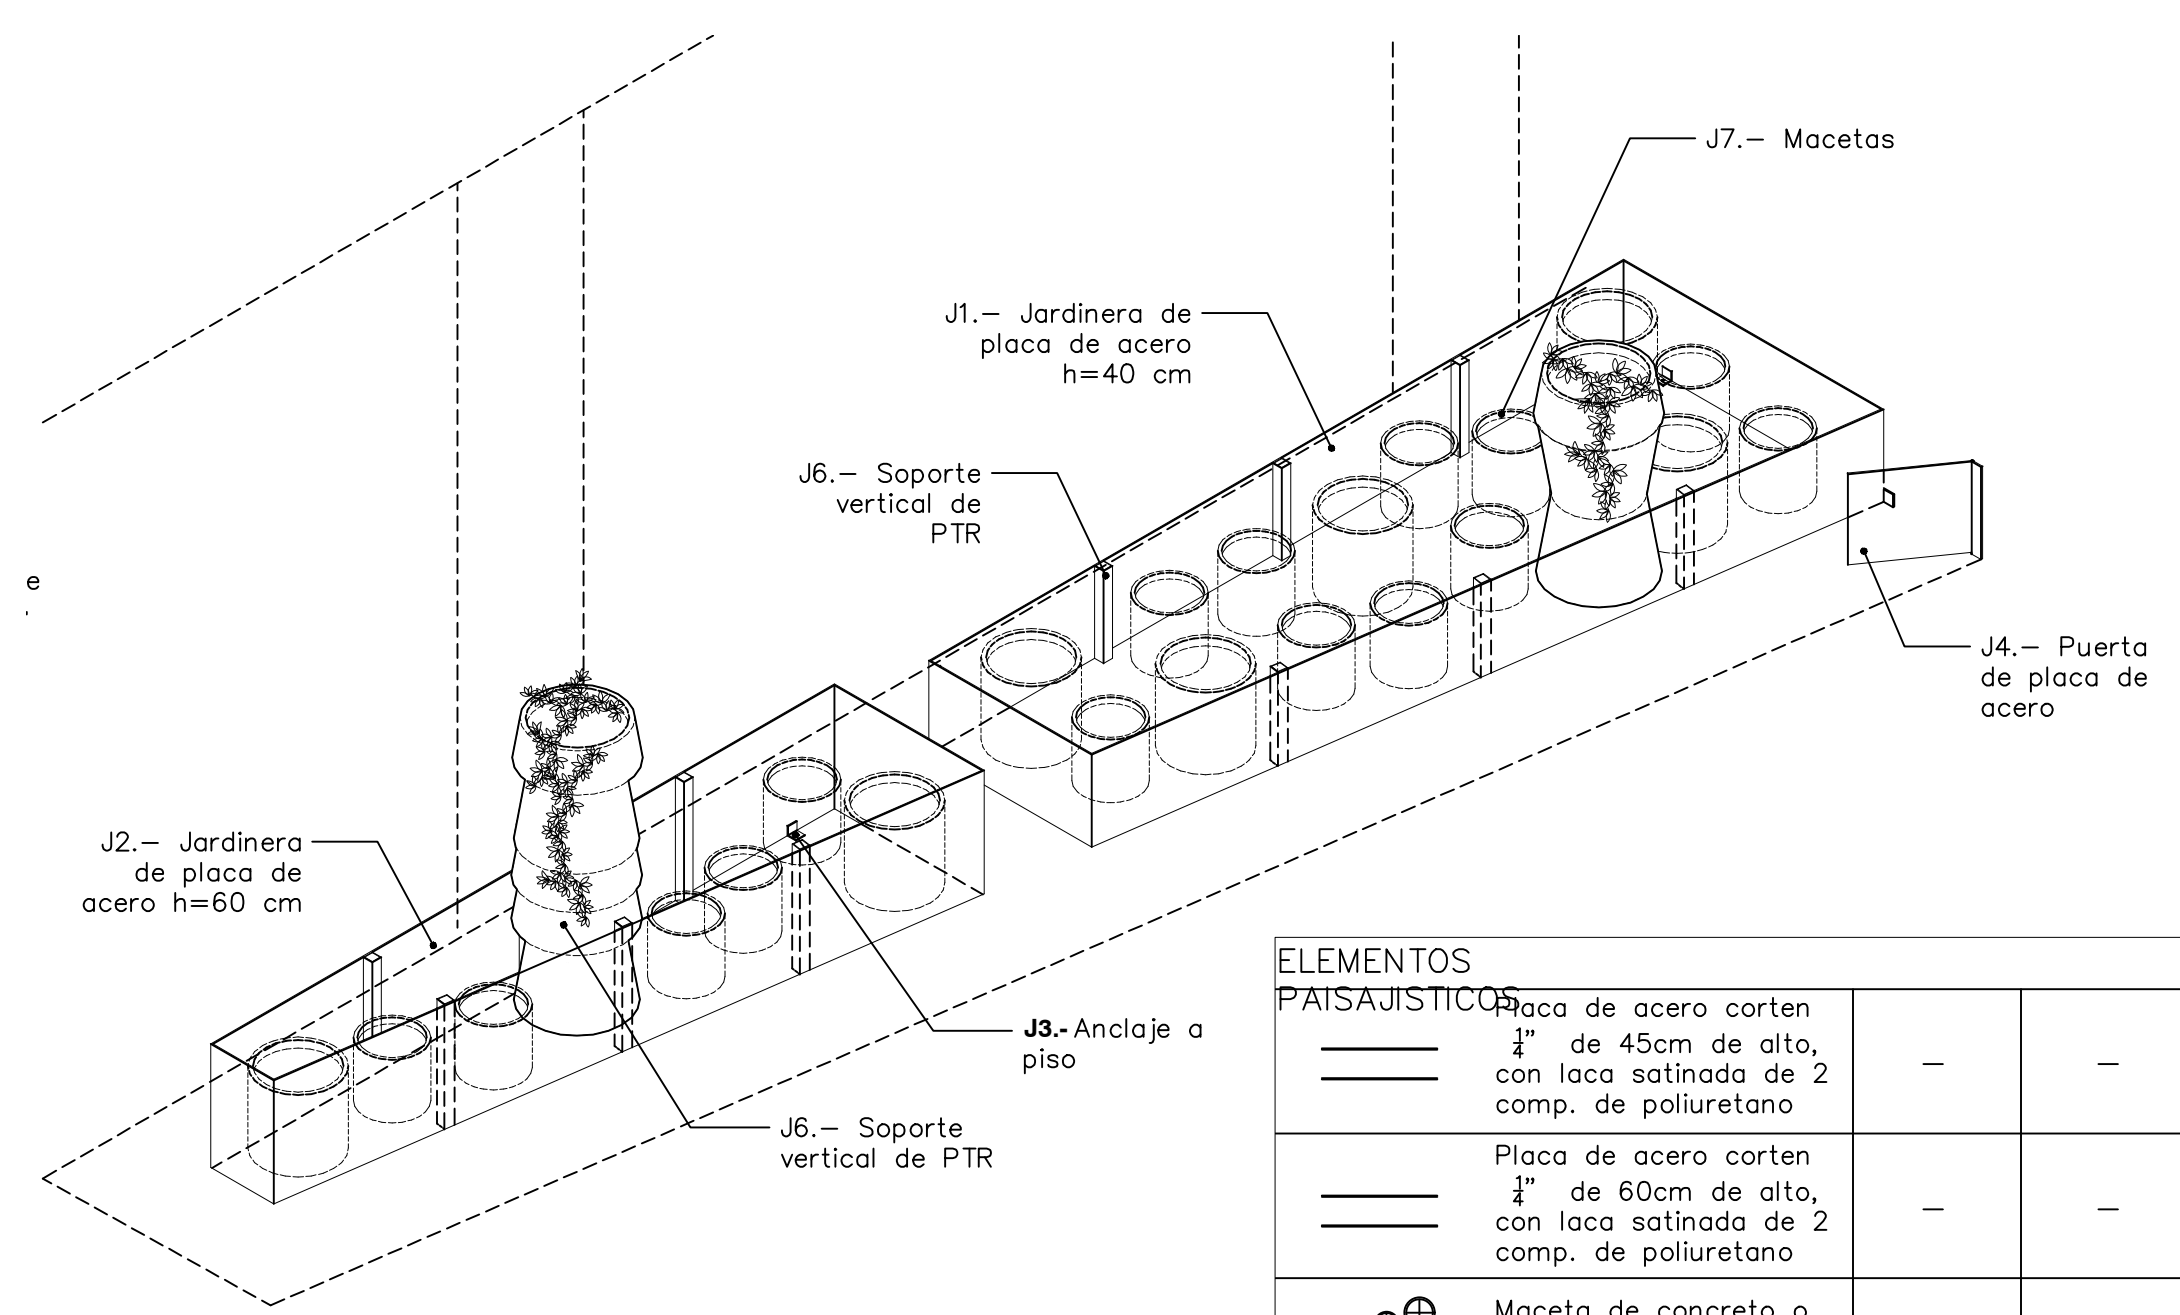 J7.— Macetas
J1.— Jardinera de
placa de acero
h=40 cm
J6.— Soporte
vertical de
PTR
e
J4.— Puerta
de placa de
acero
J2.— Jardinera
de placa de
acero h=60 cm
J3.- Anclaje a
piso
J6.— Soporte
vertical de PTR
ELEMENTOS
PAISAJISTICOS
Placa de acero corten
1/4” de 45cm de alto,
con laca satinada de 2
comp. de poliuretano
— —
Placa de acero corten
1/4” de 60cm de alto,
con laca satinada de 2
comp. de poliuretano
— —
Maceta de concreto o